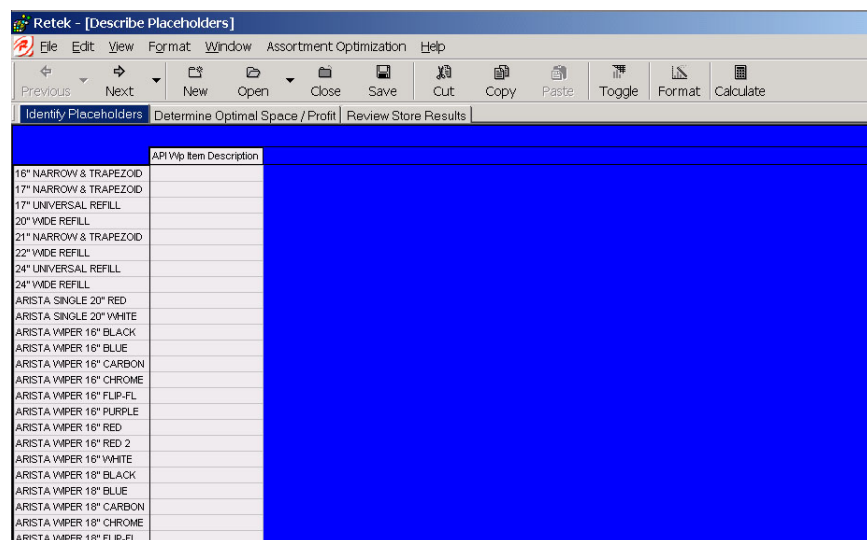 Retek - [Describe Placeholders]
File Edit View Format Window Assortment Optimization Help
Previous Next New Open Close Save Cut Copy Paste Toggle Format Calculate
Identify Placeholders Determine Optimal Space / Profit Review Store Results
API Wp Item Description
16" NARROW & TRAPEZOID
17" NARROW & TRAPEZOID
17" UNIVERSAL REFILL
20" WIDE REFILL
21" NARROW & TRAPEZOID
22" WIDE REFILL
24" UNIVERSAL REFILL
24" WIDE REFILL
ARISTA SINGLE 20" RED
ARISTA SINGLE 20" WHITE
ARISTA WIPER 16" BLACK
ARISTA WIPER 16" BLUE
ARISTA WIPER 16" CARBON
ARISTA WIPER 16" CHROME
ARISTA WIPER 16" FLIP-FL
ARISTA WIPER 16" PURPLE
ARISTA WIPER 16" RED
ARISTA WIPER 16" RED 2
ARISTA WIPER 16" WHITE
ARISTA WIPER 18" BLACK
ARISTA WIPER 18" BLUE
ARISTA WIPER 18" CARBON
ARISTA WIPER 18" CHROME
ARISTA WIPER 18" FLIP-FL